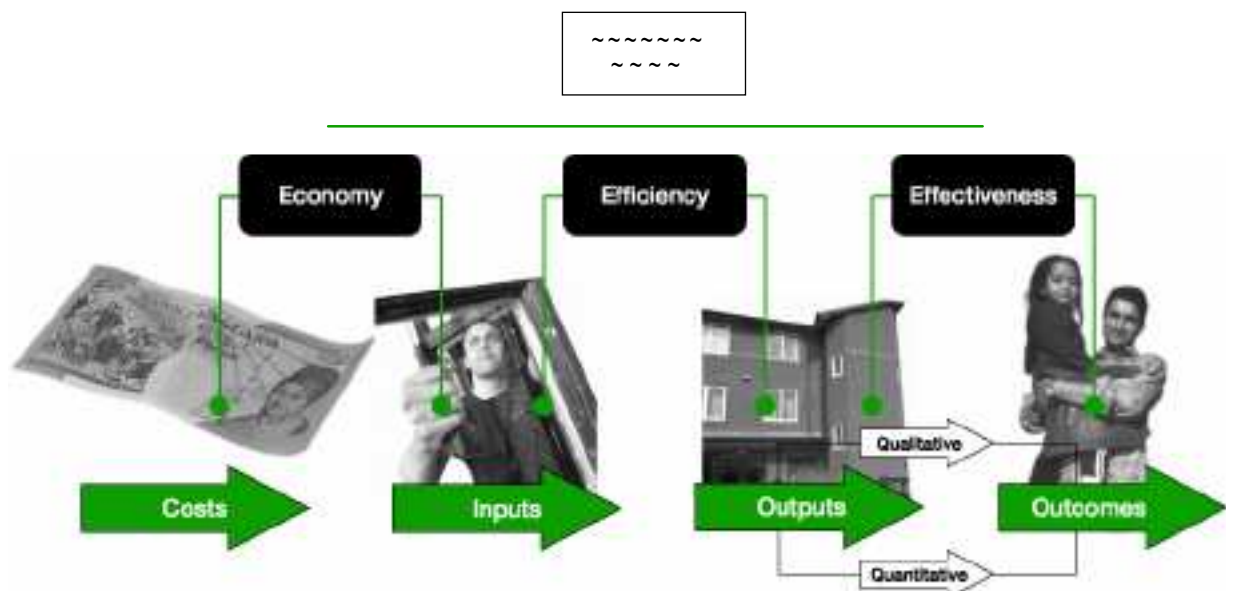 ~~~~~~~
~~~~
Economy
Efficiency
Effectiveness
Qualitative
Costs
Inputs
Outputs
Outcomes
Quantitative